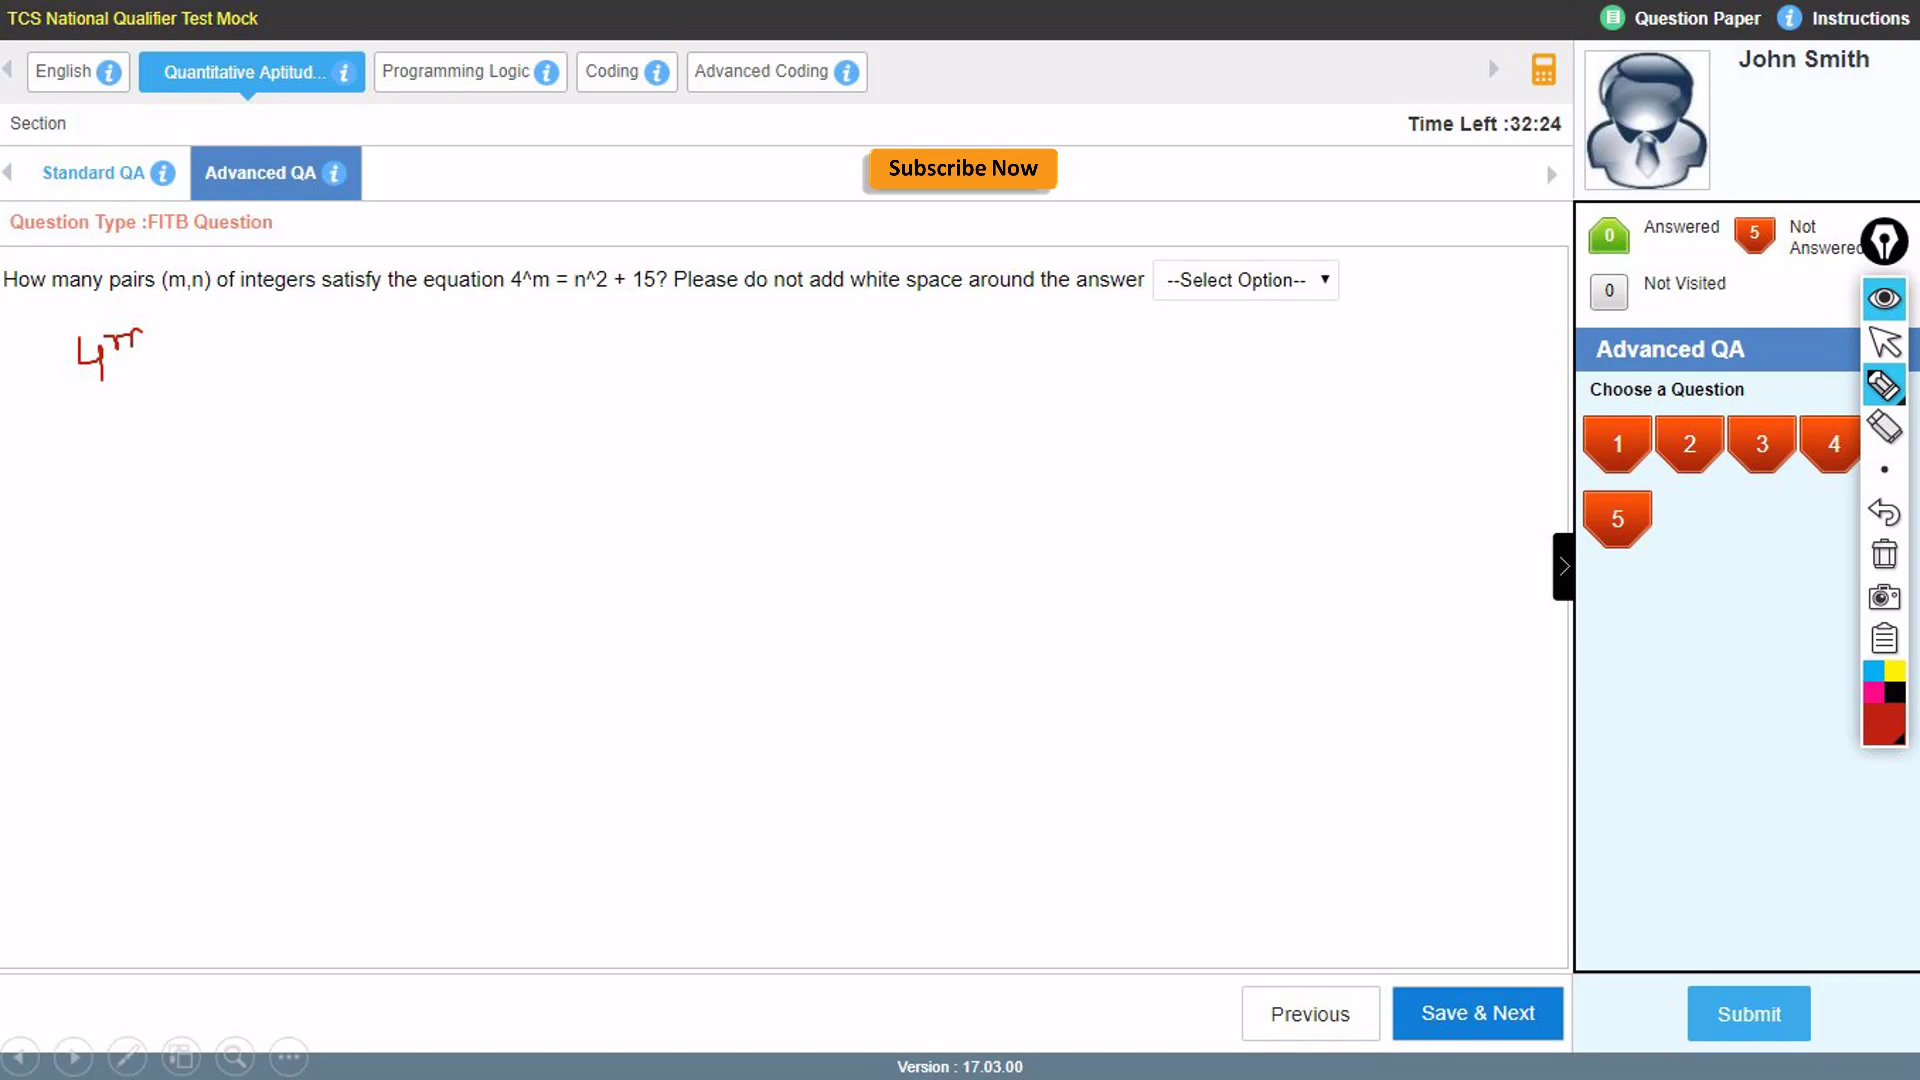 TCS National Qualifier Test Mock
Question Paper
Instructions
English
Quantitative Aptitud...
Programming Logic
Coding
Advanced Coding
John Smith
Section
Time Left :32:24
Standard QA
Advanced QA
Subscribe Now
Question Type :FITB Question
0 Answered
5 Not Answered
0 Not Visited
How many pairs (m,n) of integers satisfy the equation 4^m = n^2 + 15? Please do not add white space around the answer --Select Option--
4^m
Advanced QA
Choose a Question
1 2 3 4
5
Previous
Save & Next
Submit
Version : 17.03.00